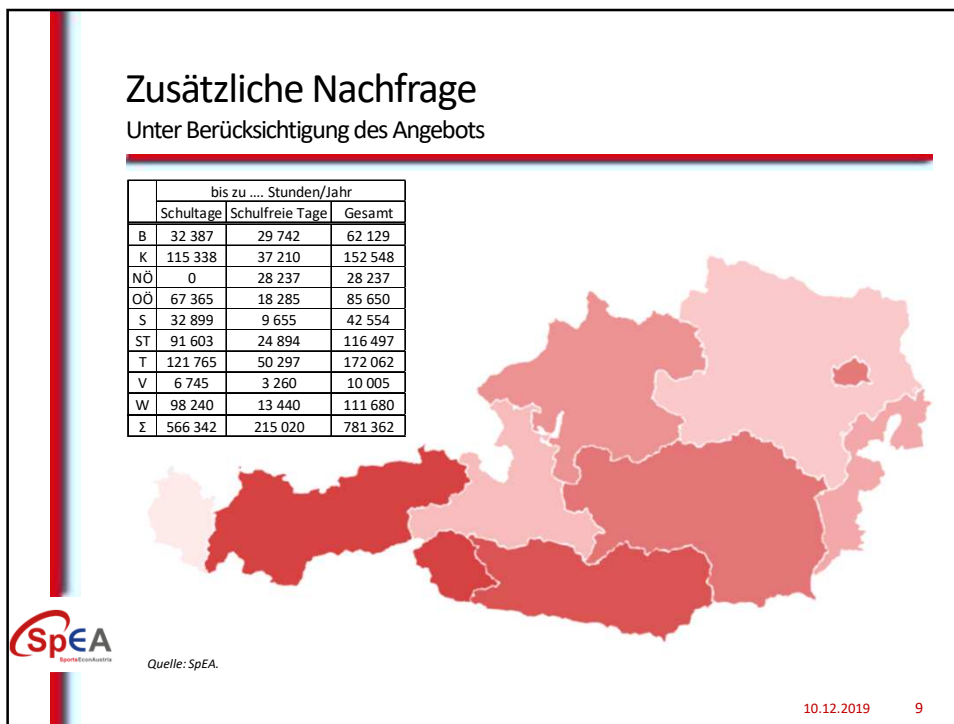 Zusätzliche Nachfrage
Unter Berücksichtigung des Angebots
bis zu .... Stunden/Jahr
Schultage Schulfreie Tage Gesamt
B 32 387 29 742 62 129
K 115 338 37 210 152 548
NÖ 0 28 237 28 237
OÖ 67 365 18 285 85 650
S 32 899 9 655 42 554
ST 91 603 24 894 116 497
T 121 765 50 297 172 062
V 6 745 3 260 10 005
W 98 240 13 440 111 680
Σ 566 342 215 020 781 362
SpEA
SportsEconAustria
Quelle: SpEA.
10.12.2019 9